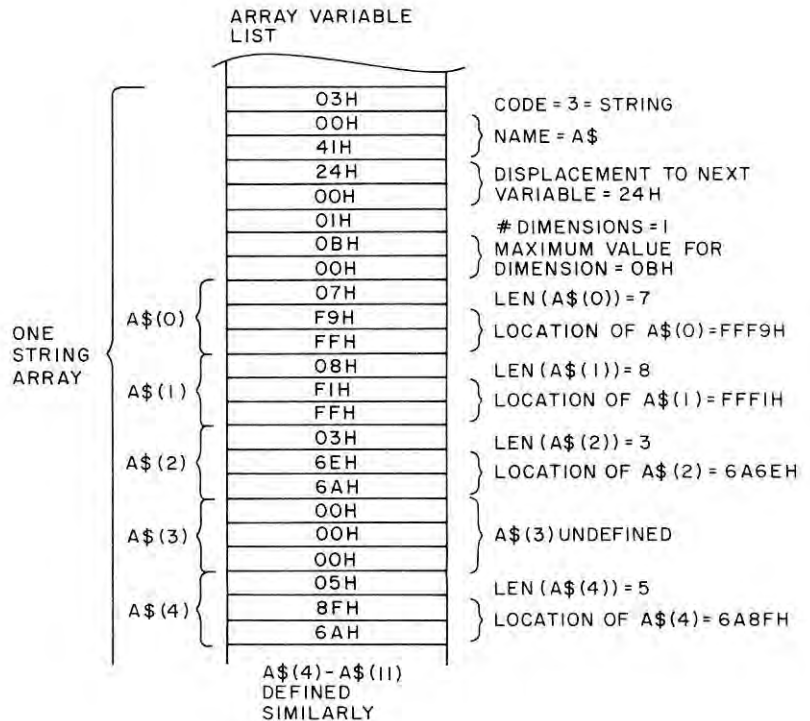 ARRAY VARIABLE
LIST
03H
CODE = 3 = STRING
00H
41H
NAME = A$
24H
00H
DISPLACEMENT TO NEXT
VARIABLE = 24H
01H
# DIMENSIONS = 1
0BH
00H
MAXIMUM VALUE FOR
DIMENSION = 0BH
ONE
STRING
ARRAY
A$(0)
07H
LEN(A$(0))=7
F9H
FFH
LOCATION OF A$(0)=FFF9H
A$(1)
08H
LEN(A$(1))=8
F1H
FFH
LOCATION OF A$(1)=FFF1H
A$(2)
03H
LEN(A$(2))=3
6EH
6AH
LOCATION OF A$(2)=6A6EH
A$(3)
00H
00H
00H
A$(3) UNDEFINED
A$(4)
05H
LEN(A$(4))=5
8FH
6AH
LOCATION OF A$(4)=6A8FH
A$(4)-A$(11)
DEFINED
SIMILARLY